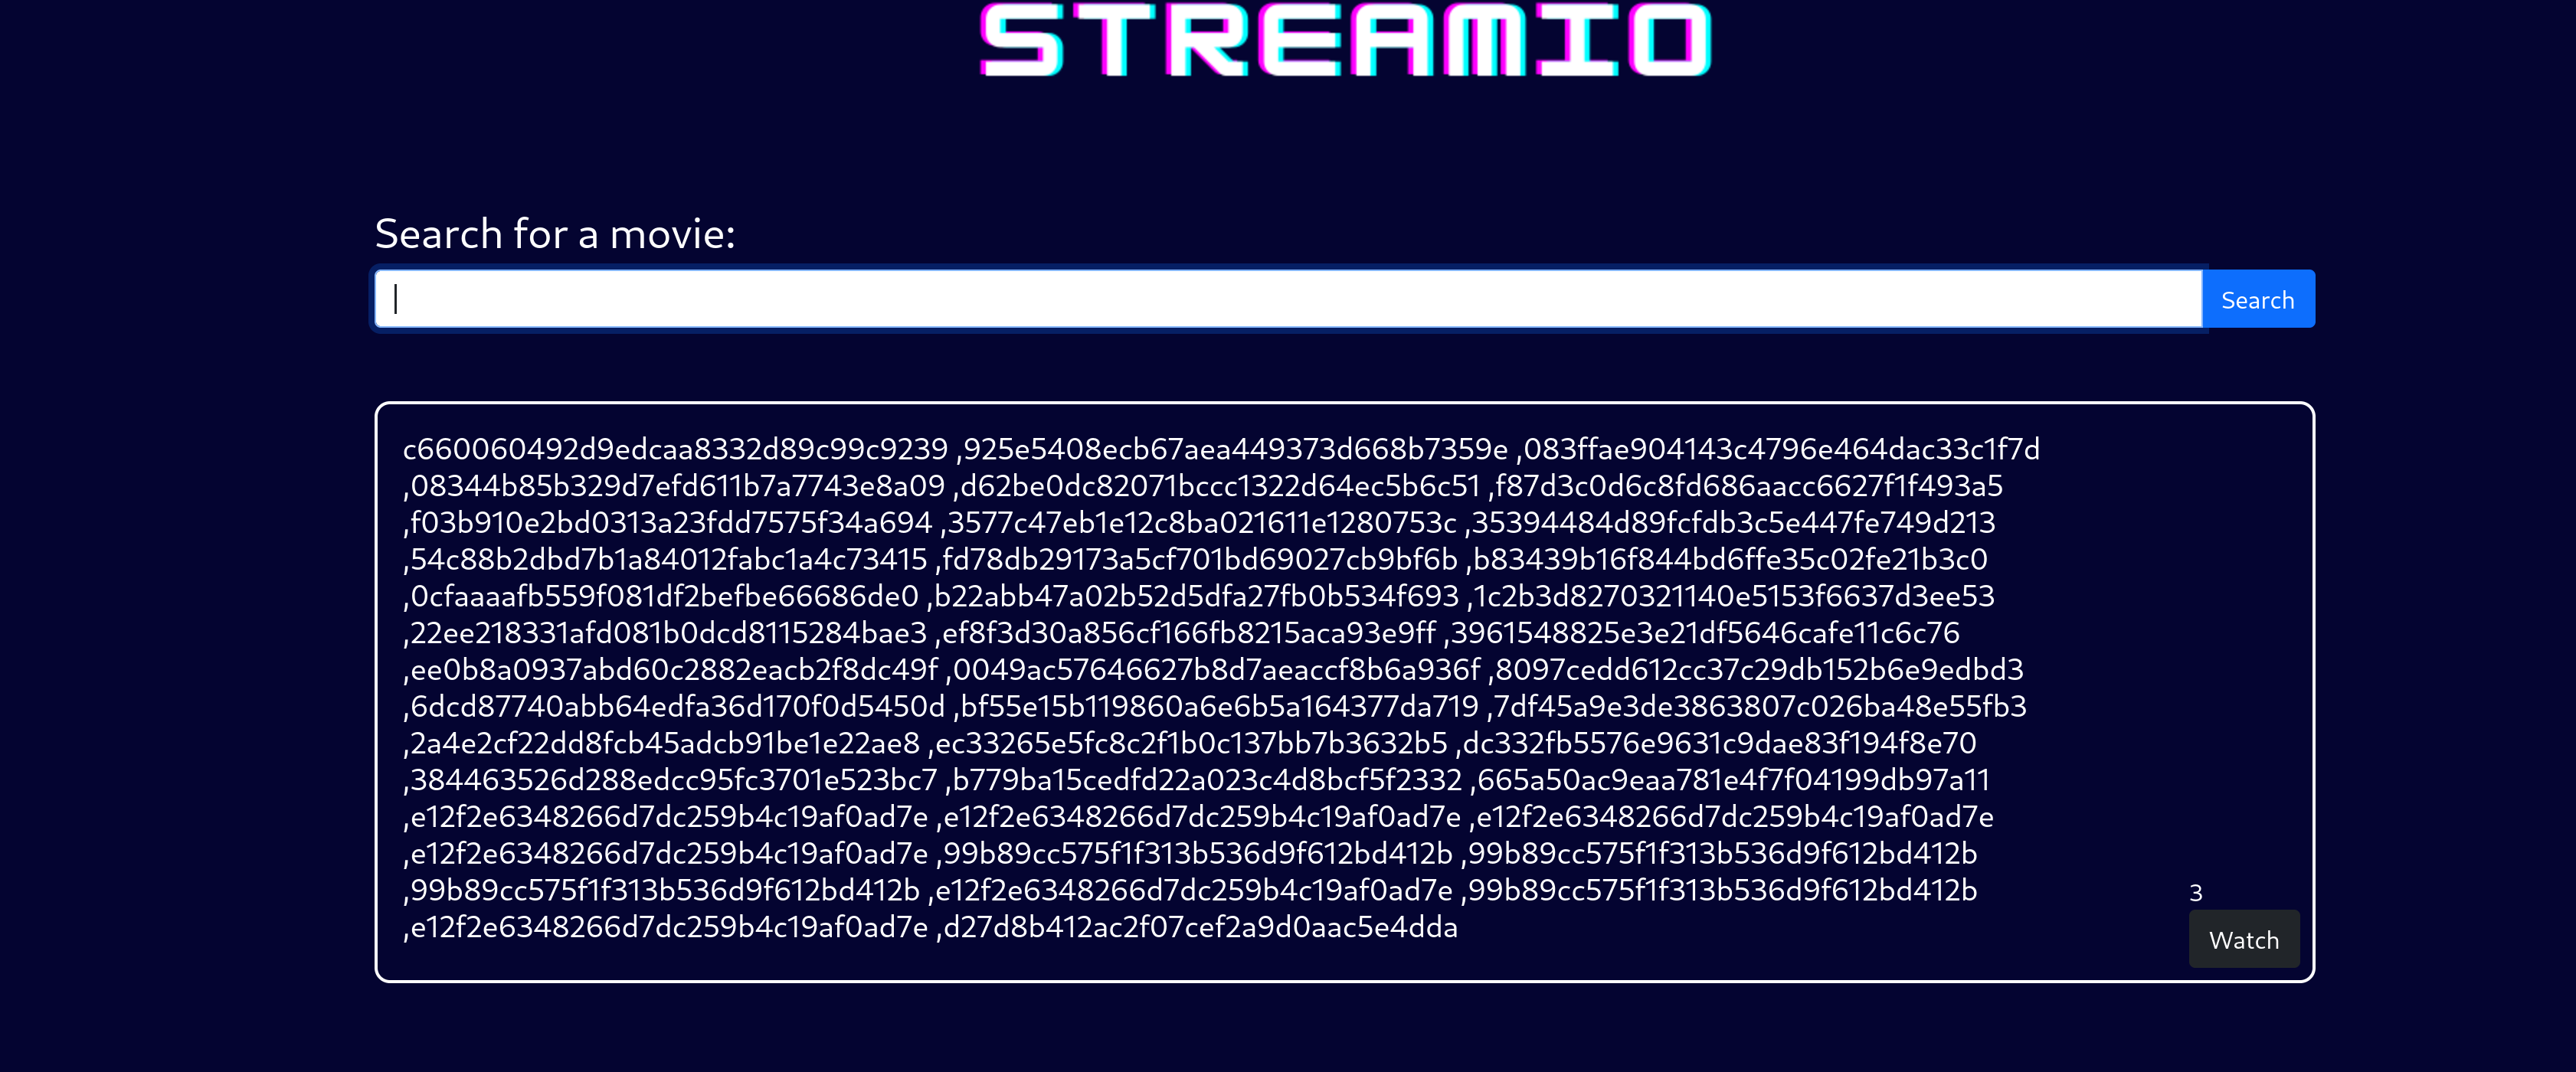 STREAMIO
Search for a movie:
Search
c660060492d9edcaa8332d89c99c9239 ,925e5408ecb67aea449373d668b7359e ,083ffae904143c4796e464dac33c1f7d
,08344b85b329d7efd611b7a7743e8a09 ,d62be0dc82071bccc1322d64ec5b6c51 ,f87d3c0d6c8fd686aacc6627f1f493a5
,f03b910e2bd0313a23fdd7575f34a694 ,3577c47eb1e12c8ba021611e1280753c ,35394484d89fcfdb3c5e447fe749d213
,54c88b2dbd7b1a84012fabc1a4c73415 ,fd78db29173a5cf701bd69027cb9bf6b ,b83439b16f844bd6ffe35c02fe21b3c0
,0cfaaaafb559f081df2befbe66686de0 ,b22abb47a02b52d5dfa27fb0b534f693 ,1c2b3d8270321140e5153f6637d3ee53
,22ee218331afd081b0dcd8115284bae3 ,ef8f3d30a856cf166fb8215aca93e9ff ,3961548825e3e21df5646cafe11c6c76
,ee0b8a0937abd60c2882eacb2f8dc49f ,0049ac57646627b8d7aeaccf8b6a936f ,8097cedd612cc37c29db152b6e9edbd3
,6dcd87740abb64edfa36d170f0d5450d ,bf55e15b119860a6e6b5a164377da719 ,7df45a9e3de3863807c026ba48e55fb3
,2a4e2cf22dd8fcb45adcb91be1e22ae8 ,ec33265e5fc8c2f1b0c137bb7b3632b5 ,dc332fb5576e9631c9dae83f194f8e70
,384463526d288edcc95fc3701e523bc7 ,b779ba15cedfd22a023c4d8bcf5f2332 ,665a50ac9eaa781e4f7f04199db97a11
,e12f2e6348266d7dc259b4c19af0ad7e ,e12f2e6348266d7dc259b4c19af0ad7e ,e12f2e6348266d7dc259b4c19af0ad7e
,e12f2e6348266d7dc259b4c19af0ad7e ,99b89cc575f1f313b536d9f612bd412b ,99b89cc575f1f313b536d9f612bd412b
,99b89cc575f1f313b536d9f612bd412b ,e12f2e6348266d7dc259b4c19af0ad7e ,99b89cc575f1f313b536d9f612bd412b
,e12f2e6348266d7dc259b4c19af0ad7e ,d27d8b412ac2f07cef2a9d0aac5e4dda
3
Watch